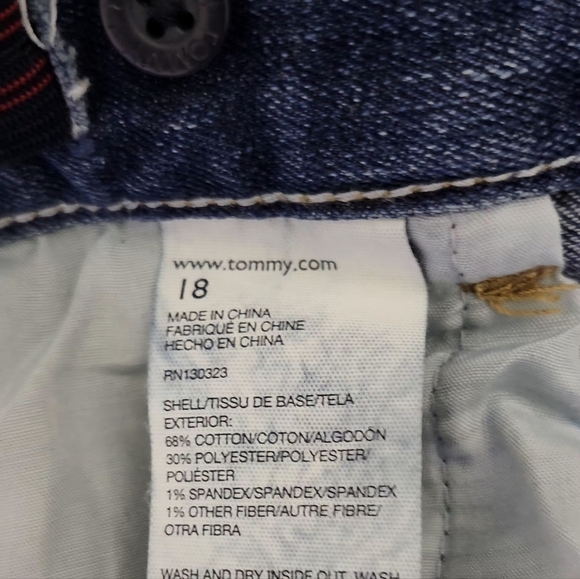 www.tommy.com
18
MADE IN CHINA
FABRIQUÉ EN CHINE
HECHO EN CHINA
RN130323
SHELL/TISSU DE BASE/TELA
EXTERIOR:
68% COTTON/COTON/ALGODÓN
30% POLYESTER/POLYESTER/
POLIÉSTER
1% SPANDEX/SPANDEX/SPANDEX
1% OTHER FIBER/AUTRE FIBRE/
OTRA FIBRA
WASH AND DRY INSIDE OUT. WASH